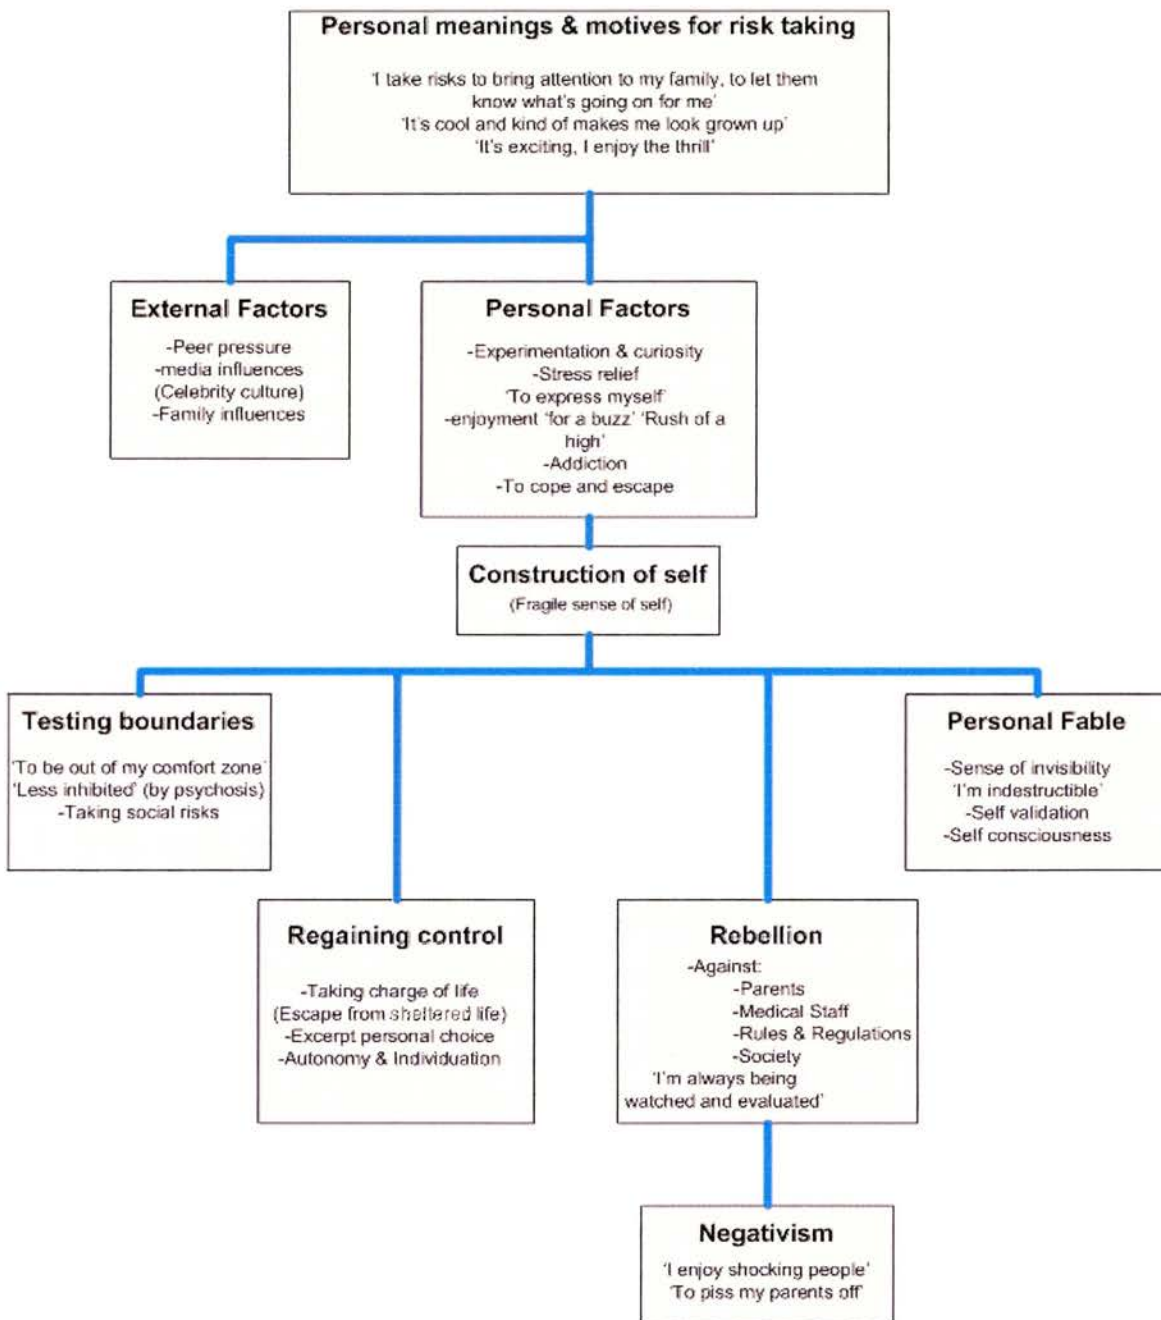 Personal meanings & motives for risk taking
'I take risks to bring attention to my family, to let them
know what's going on for me'
'It's cool and kind of makes me look grown up'
'It's exciting, I enjoy the thrill'
External Factors
-Peer pressure
-media influences
(Celebrity culture)
-Family influences
Personal Factors
-Experimentation & curiosity
-Stress relief
'To express myself'
-enjoyment 'for a buzz' 'Rush of a
high'
-Addiction
-To cope and escape
Construction of self
(Fragile sense of self)
Testing boundaries
'To be out of my comfort zone'
'Less inhibited' (by psychosis)
-Taking social risks
Personal Fable
-Sense of invisibility
'I'm indestructible'
-Self validation
-Self consciousness
Regaining control
-Taking charge of life
(Escape from sheltered life)
-Excerpt personal choice
-Autonomy & Individuation
Rebellion
-Against:
-Parents
-Medical Staff
-Rules & Regulations
-Society
'I'm always being
watched and evaluated'
Negativism
'I enjoy shocking people'
'To piss my parents off'